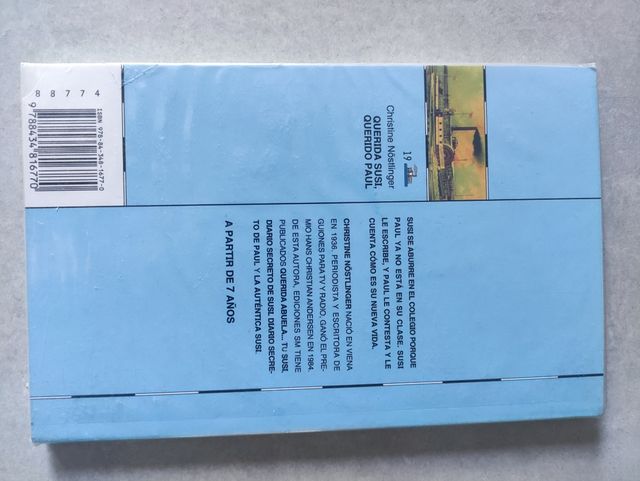 19
Christine Nöstlinger
QUERIDA SUSI,
QUERIDO PAUL
SUSI SE ABURRE EN EL COLEGIO PORQUE
PAUL YA NO ESTÁ EN SU CLASE. SUSI
LE ESCRIBE, Y PAUL LE CONTESTA Y LE
CUENTA CÓMO ES SU NUEVA VIDA.
CHRISTINE NÖSTLINGER NACIÓ EN VIENA
EN 1936. PERIODISTA Y ESCRITORA DE
GUIONES PARA TV Y RADIO, GANÓ EL PRE-
MIO HANS CHRISTIAN ANDERSEN EN 1984.
DE ESTA AUTORA, EDICIONES SM TIENE
PUBLICADOS QUERIDA ABUELA... TU SUSI,
DIARIO SECRETO DE SUSI. DIARIO SECRE-
TO DE PAUL Y LA AUTÉNTICA SUSI.
A PARTIR DE 7 AÑOS
88774
ISBN 978-84-348-1677-0
9 788434 816770